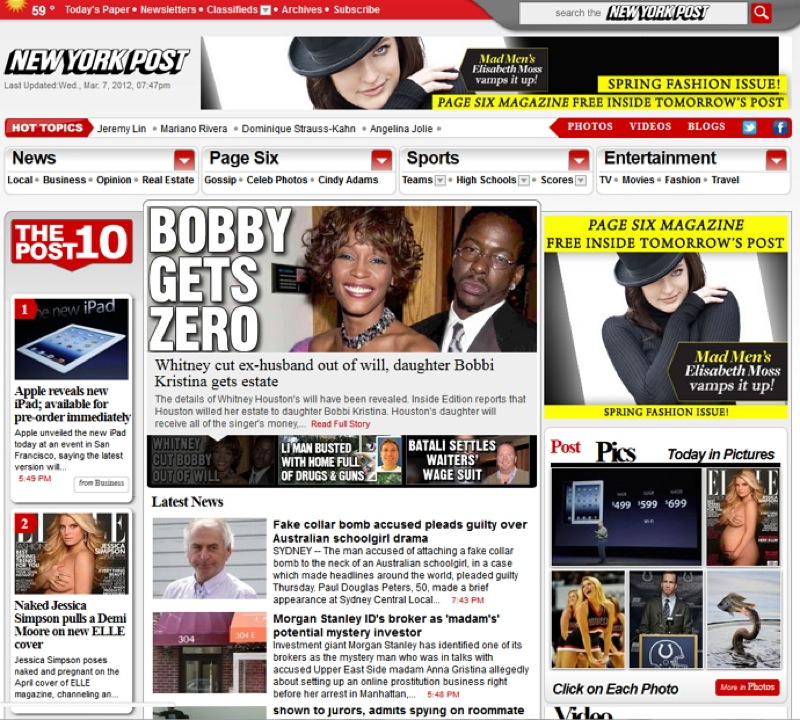 59 °
Today's Paper • Newsletters • Classifieds • Archives • Subscribe
search the NEW YORK POST
NEW YORK POST
Last Updated:Wed., Mar. 7, 2012, 07:47pm
Mad Men's
Elisabeth Moss
vamps it up!
SPRING FASHION ISSUE!
PAGE SIX MAGAZINE FREE INSIDE TOMORROW'S POST
HOT TOPICS Jeremy Lin • Mariano Rivera • Dominique Strauss-Kahn • Angelina Jolie •
PHOTOS VIDEOS BLOGS
News
Local • Business • Opinion • Real Estate
Page Six
Gossip • Celeb Photos • Cindy Adams
Sports
Teams • High Schools • Scores
Entertainment
TV • Movies • Fashion • Travel
THE
POST 10
1
new iPad
Apple reveals new
iPad; available for
pre-order immediately
Apple unveiled the new iPad
today at an event in San
Francisco, saying the latest
version will...
5:49 PM
from Business
2
ELLE
JESSICA
SIMPSON
Naked Jessica
Simpson pulls a Demi
Moore on new ELLE
cover
Jessica Simpson poses
naked and pregnant on the
April cover of ELLE
magazine, channeling an...
BOBBY
GETS
ZERO
Whitney cut ex-husband out of will, daughter Bobbi
Kristina gets estate
The details of Whitney Houston's will have been revealed. Inside Edition reports that
Houston willed her estate to daughter Bobbi Kristina. Houston's daughter will
receive all of the singer's money,... Read Full Story
WHITNEY
CUT BOBBY
OUT OF WILL
LI MAN BUSTED
WITH HOME FULL
OF DRUGS & GUNS
BATALI SETTLES
WAITERS'
WAGE SUIT
Latest News
Fake collar bomb accused pleads guilty over
Australian schoolgirl drama
SYDNEY -- The man accused of attaching a fake collar
bomb to the neck of an Australian schoolgirl, in a case
which made headlines around the world, pleaded guilty
Thursday. Paul Douglas Peters, 50, made a brief
appearance at Sydney Central Local... 7:43 PM
304
304 E
Morgan Stanley ID's broker as 'madam's'
potential mystery investor
Investment giant Morgan Stanley has identified one of its
brokers as the mystery man who was in talks with
accused Upper East Side madam Anna Gristina allegedly
about setting up an online prostitution business right
before her arrest in Manhattan,... 5:48 PM
shown to jurors, admits spying on roommate
PAGE SIX MAGAZINE
FREE INSIDE TOMORROW'S POST
Mad Men's
Elisabeth Moss
vamps it up!
SPRING FASHION ISSUE!
Post Pics Today in Pictures
$499 $599 $699
Wi-Fi
Click on Each Photo
More in Photos
Video